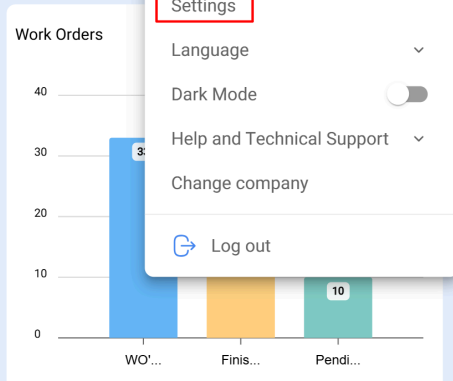 Settings
Work Orders
Language
40
Dark Mode
Help and Technical Support
30
Change company
20
Log out
10
10
0
WO'...
Finis...
Pendi...